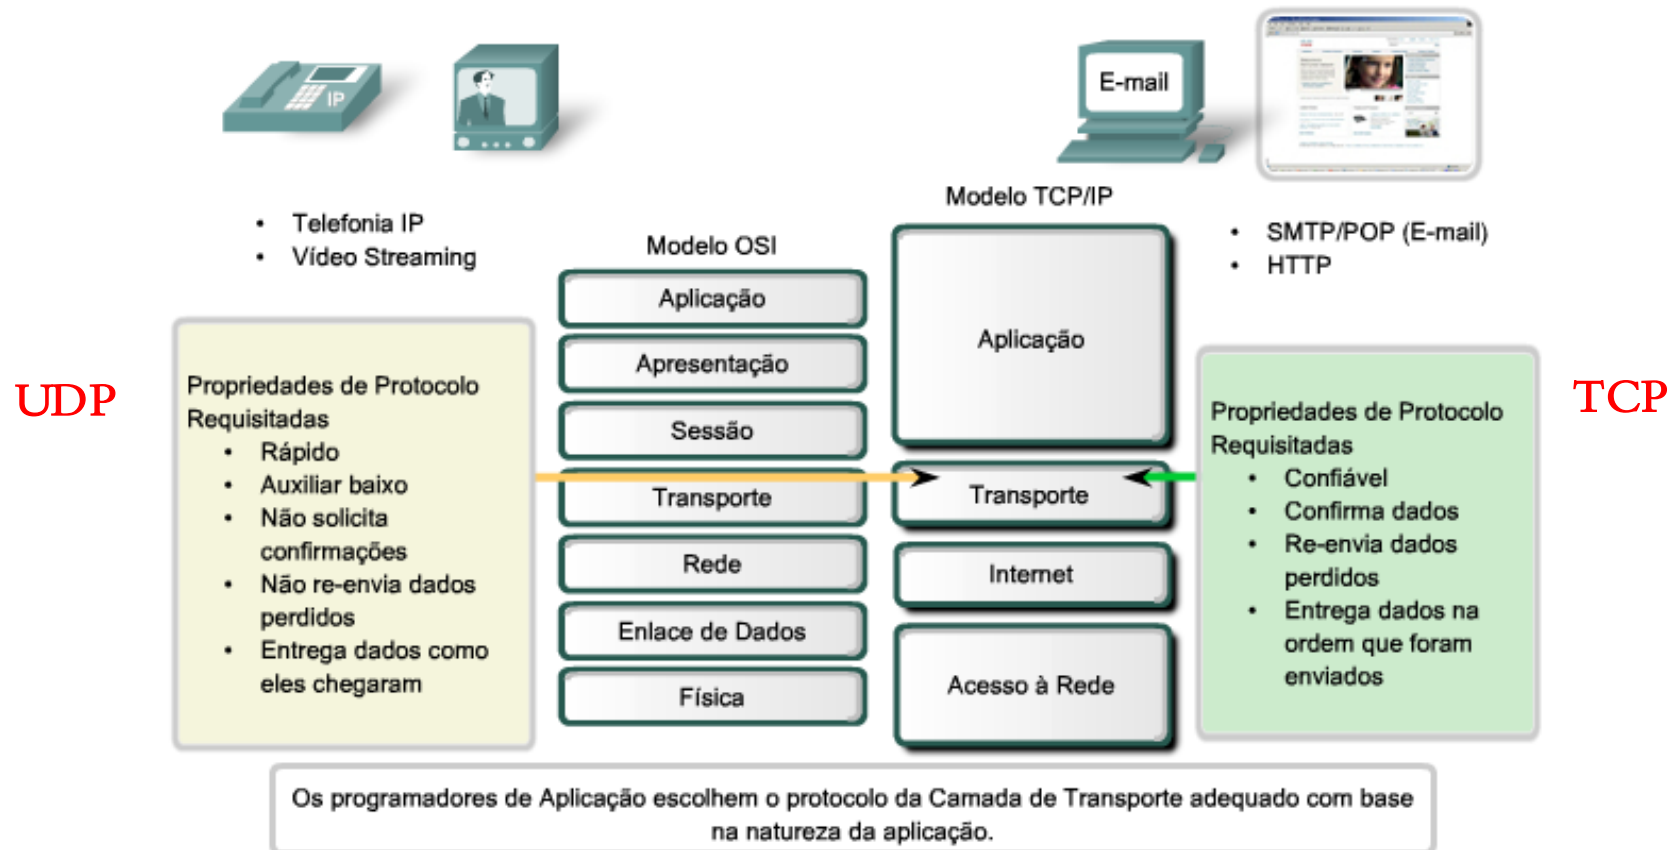 IP
E-mail
Telefonia IP
Vídeo Streaming
UDP
Propriedades de Protocolo
Requisitadas
Rápido
Auxiliar baixo
Não solicita
confirmações
Não re-envia dados
perdidos
Entrega dados como
eles chegaram
Modelo OSI
Aplicação
Apresentação
Sessão
Transporte
Rede
Enlace de Dados
Física
Modelo TCP/IP
Aplicação
Transporte
Internet
Acesso à Rede
SMTP/POP (E-mail)
HTTP
Propriedades de Protocolo
Requisitadas
Confiável
Confirma dados
Re-envia dados
perdidos
Entrega dados na
ordem que foram
enviados
TCP
Os programadores de Aplicação escolhem o protocolo da Camada de Transporte adequado com base
na natureza da aplicação.